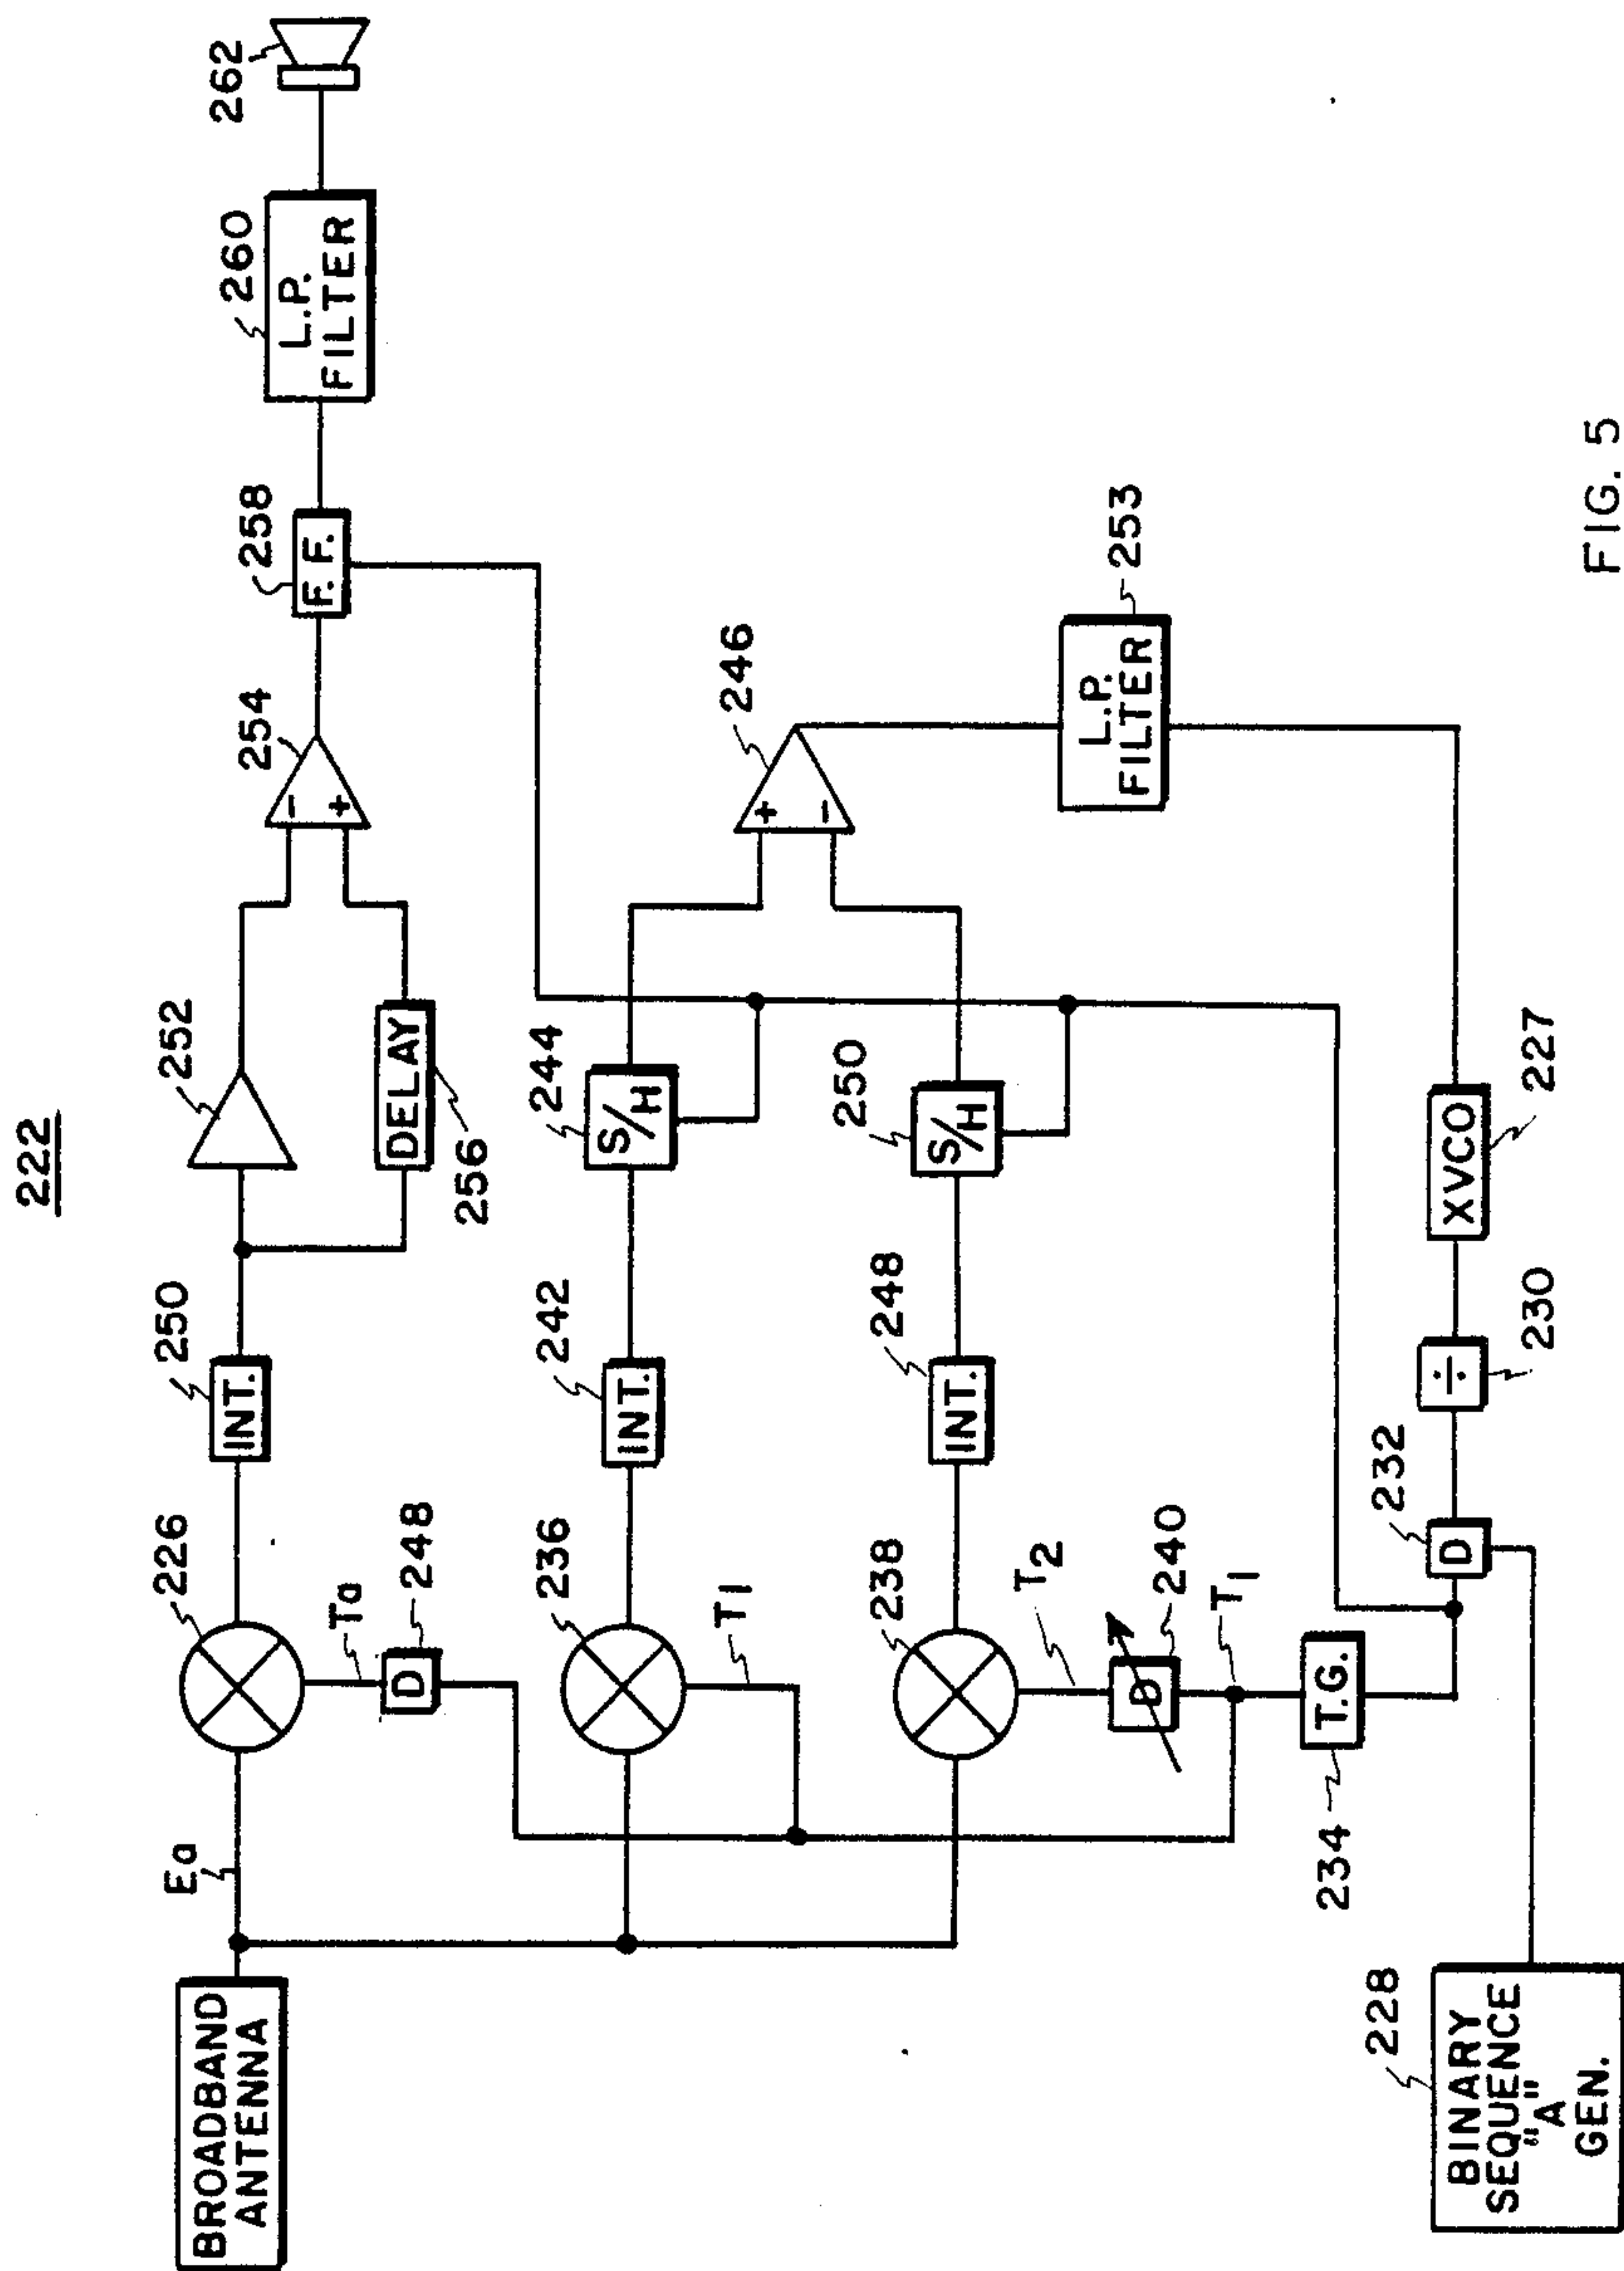 222
BROADBAND
ANTENNA
Ea
226
Ta
D
248
INT.
250
252
DELAY
256
254
-
+
F. F.
258
L.P.
FILTER
260
262
236
T1
INT.
242
S/H
244
+
-
246
238
T2
D
240
T1
INT.
248
S/H
250
L.P.
FILTER
253
T.G.
234
D
232
÷
230
XVCO
227
BINARY
SEQUENCE
"A"
GEN.
228
FIG. 5